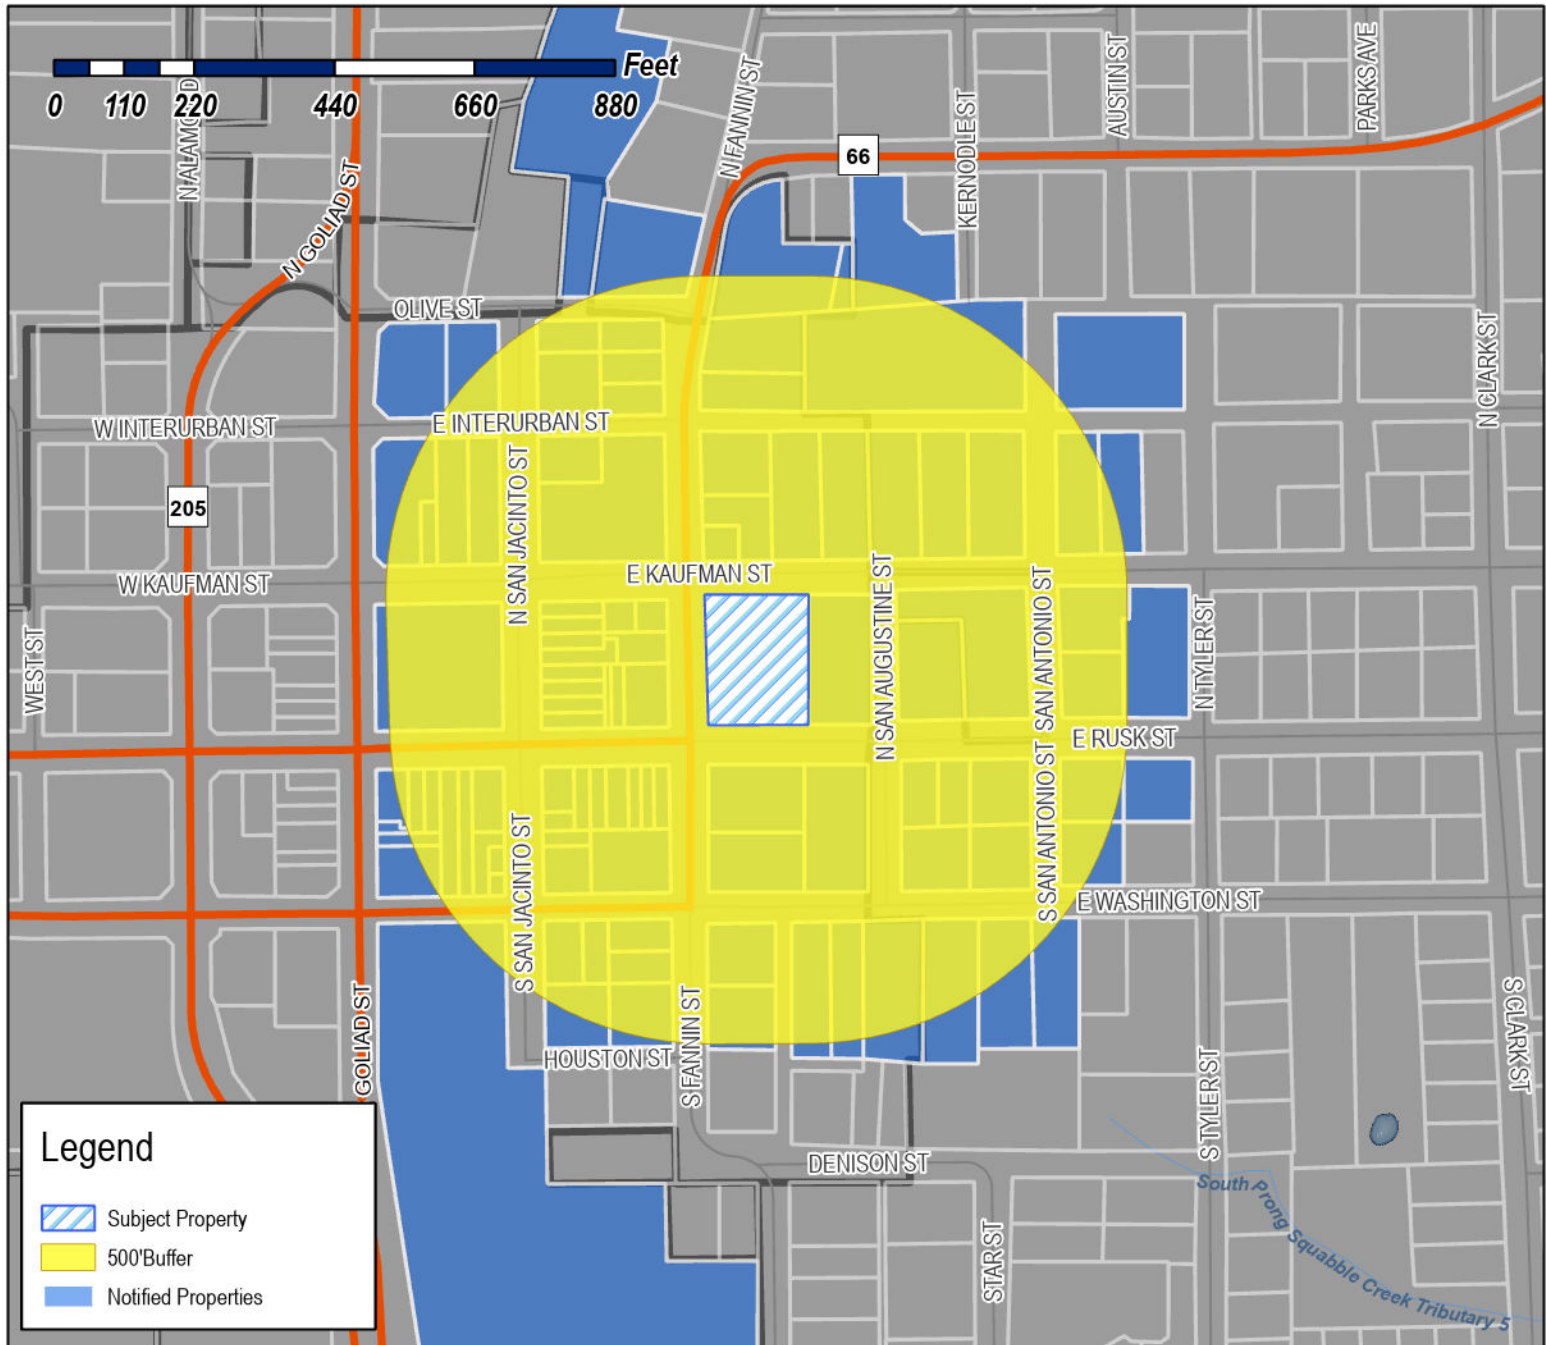 Feet
0 110 220 440 660 880
N FANNIN ST
AUSTIN ST
PARKS AVE
66
KERNODLE ST
N GOLIAD ST
OLIVE ST
N CLARK ST
W INTERURBAN ST
E INTERURBAN ST
205
N SAN JACINTO ST
W KAUFMAN ST
E KAUFMAN ST
N SAN AUGUSTINE ST
SAN ANTONIO ST
WEST ST
N TYLER ST
E RUSK ST
S SAN ANTONIO ST
S SAN JACINTO ST
E WASHINGTON ST
GOLIAD ST
S FANNIN ST
HOUSTON ST
S CLARK ST
S TYLER ST
DENISON ST
STAR ST
South Prong Squabble Creek Tributary 5
Legend
Subject Property
500'Buffer
Notified Properties